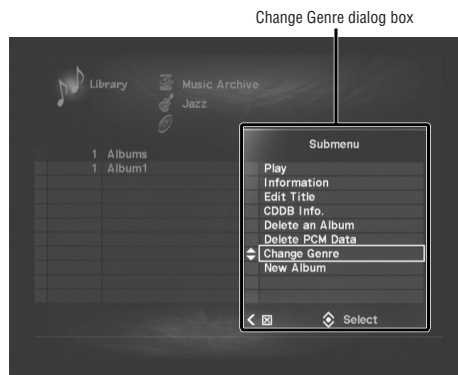 Change Genre dialog box
Library
Music Archive
Jazz
1 Albums
1 Album1
Submenu
Play
Information
Edit Title
CDDB Info.
Delete an Album
Delete PCM Data
Change Genre
New Album
Select